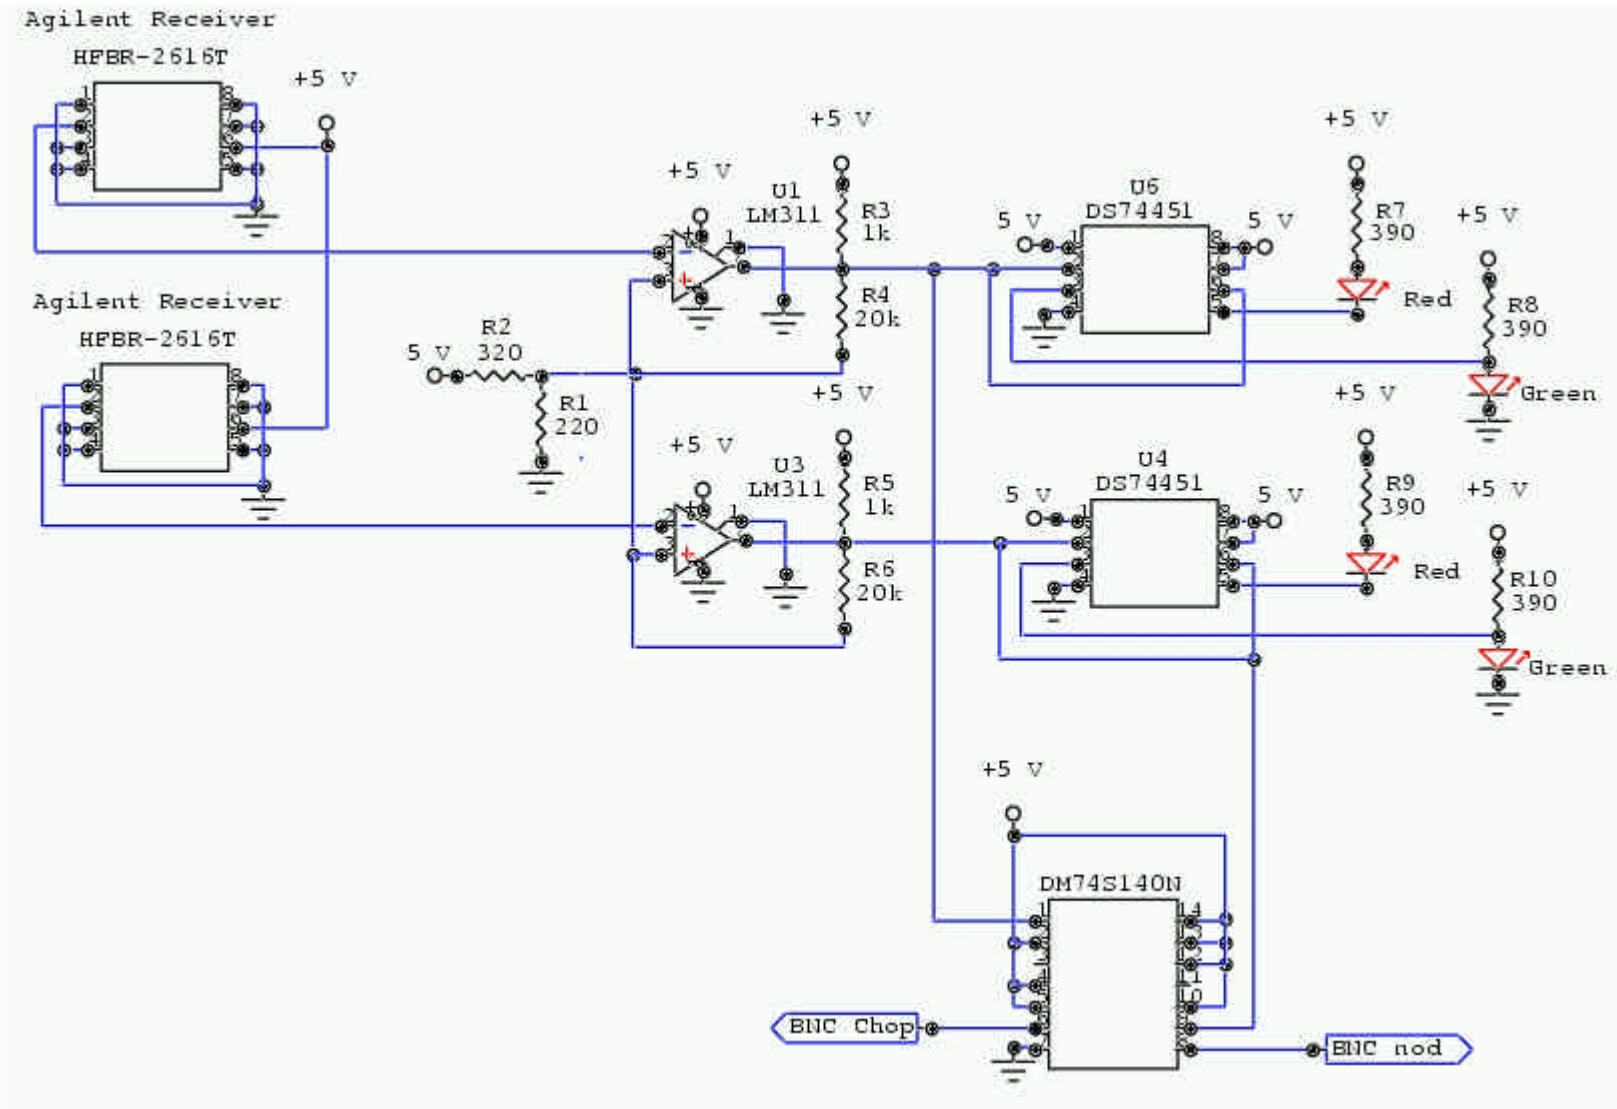 Agilent Receiver
HFBR-2616T
+5 V
Agilent Receiver
HFBR-2616T
+5 V
U1
LM311
+5 V
R3
1k
R4
20k
5 V
R2
320
R1
220
+5 V
U3
LM311
+5 V
R5
1k
R6
20k
U6
DS74451
5 V
5 V
+5 V
R7
390
Red
+5 V
R8
390
Green
U4
DS74451
5 V
5 V
+5 V
R9
390
Red
+5 V
R10
390
Green
+5 V
DM74S140N
BNC Chop
BNC nod